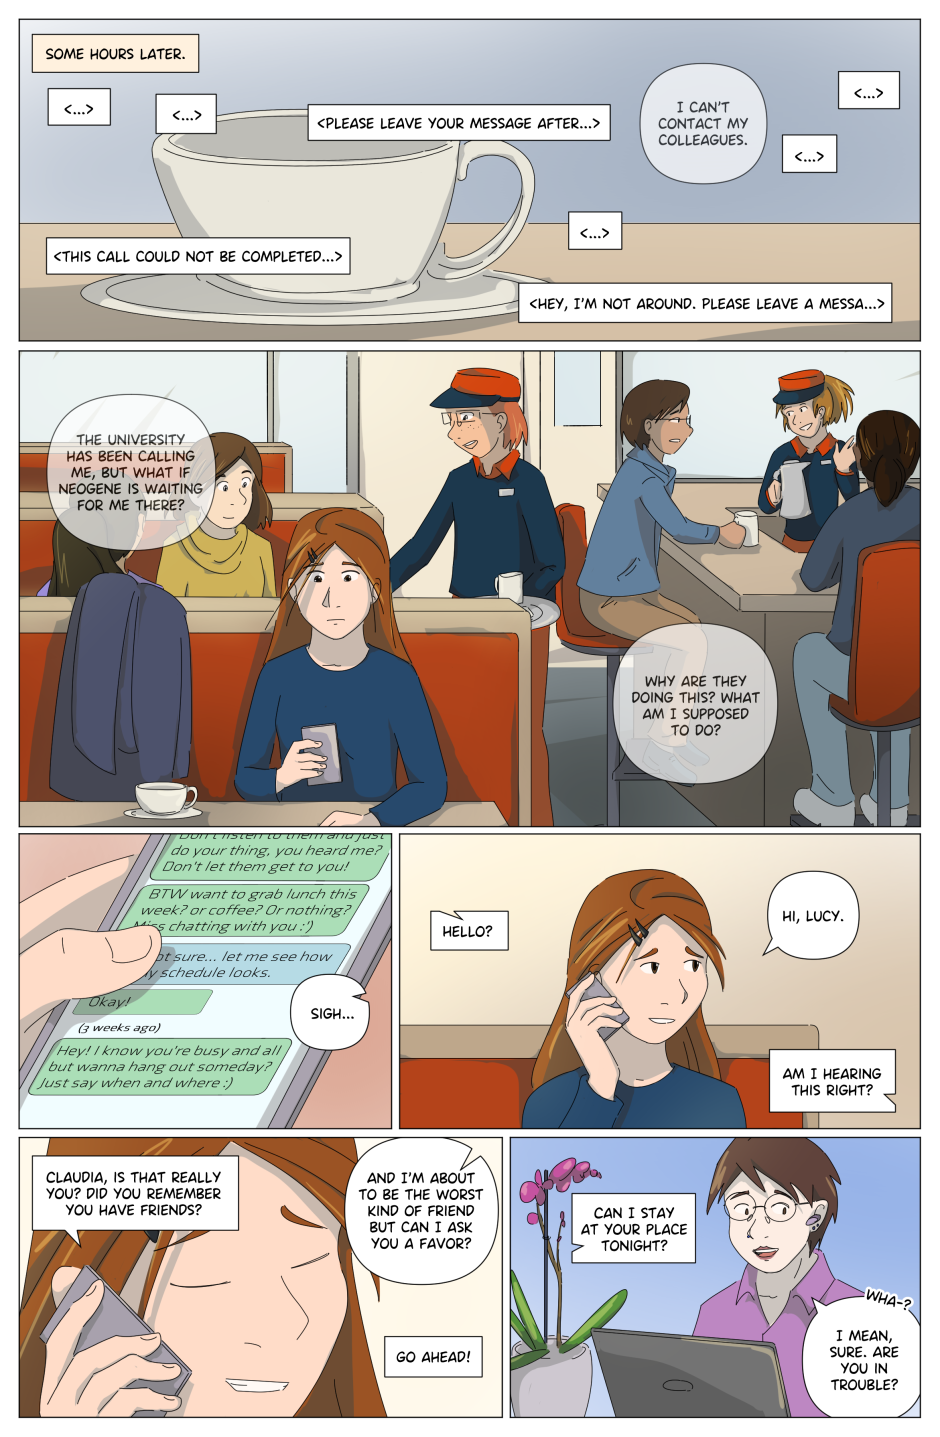 SOME HOURS LATER.
<...>
<...>
<PLEASE LEAVE YOUR MESSAGE AFTER...>
I CAN'T
CONTACT MY
COLLEAGUES.
<...>
<...>
<...>
<THIS CALL COULD NOT BE COMPLETED...>
<HEY, I'M NOT AROUND. PLEASE LEAVE A MESSA...>
THE UNIVERSITY
HAS BEEN CALLING
ME, BUT WHAT IF
NEOGENE IS WAITING
FOR ME THERE?
WHY ARE THEY
DOING THIS? WHAT
AM I SUPPOSED
TO DO?
Don't listen to them and just
do your thing, you heard me?
Don't let them get to you!
BTW want to grab lunch this
week? or coffee? Or nothing?
Miss chatting with you :')
sure... let me see how
schedule looks.
Okay!
(3 weeks ago)
Hey! I know you're busy and all
but wanna hang out someday?
Just say when and where :)
SIGH...
HELLO?
HI, LUCY.
AM I HEARING
THIS RIGHT?
CLAUDIA, IS THAT REALLY
YOU? DID YOU REMEMBER
YOU HAVE FRIENDS?
AND I'M ABOUT
TO BE THE WORST
KIND OF FRIEND
BUT CAN I ASK
YOU A FAVOR?
GO AHEAD!
CAN I STAY
AT YOUR PLACE
TONIGHT?
WHA-?
I MEAN,
SURE. ARE
YOU IN
TROUBLE?